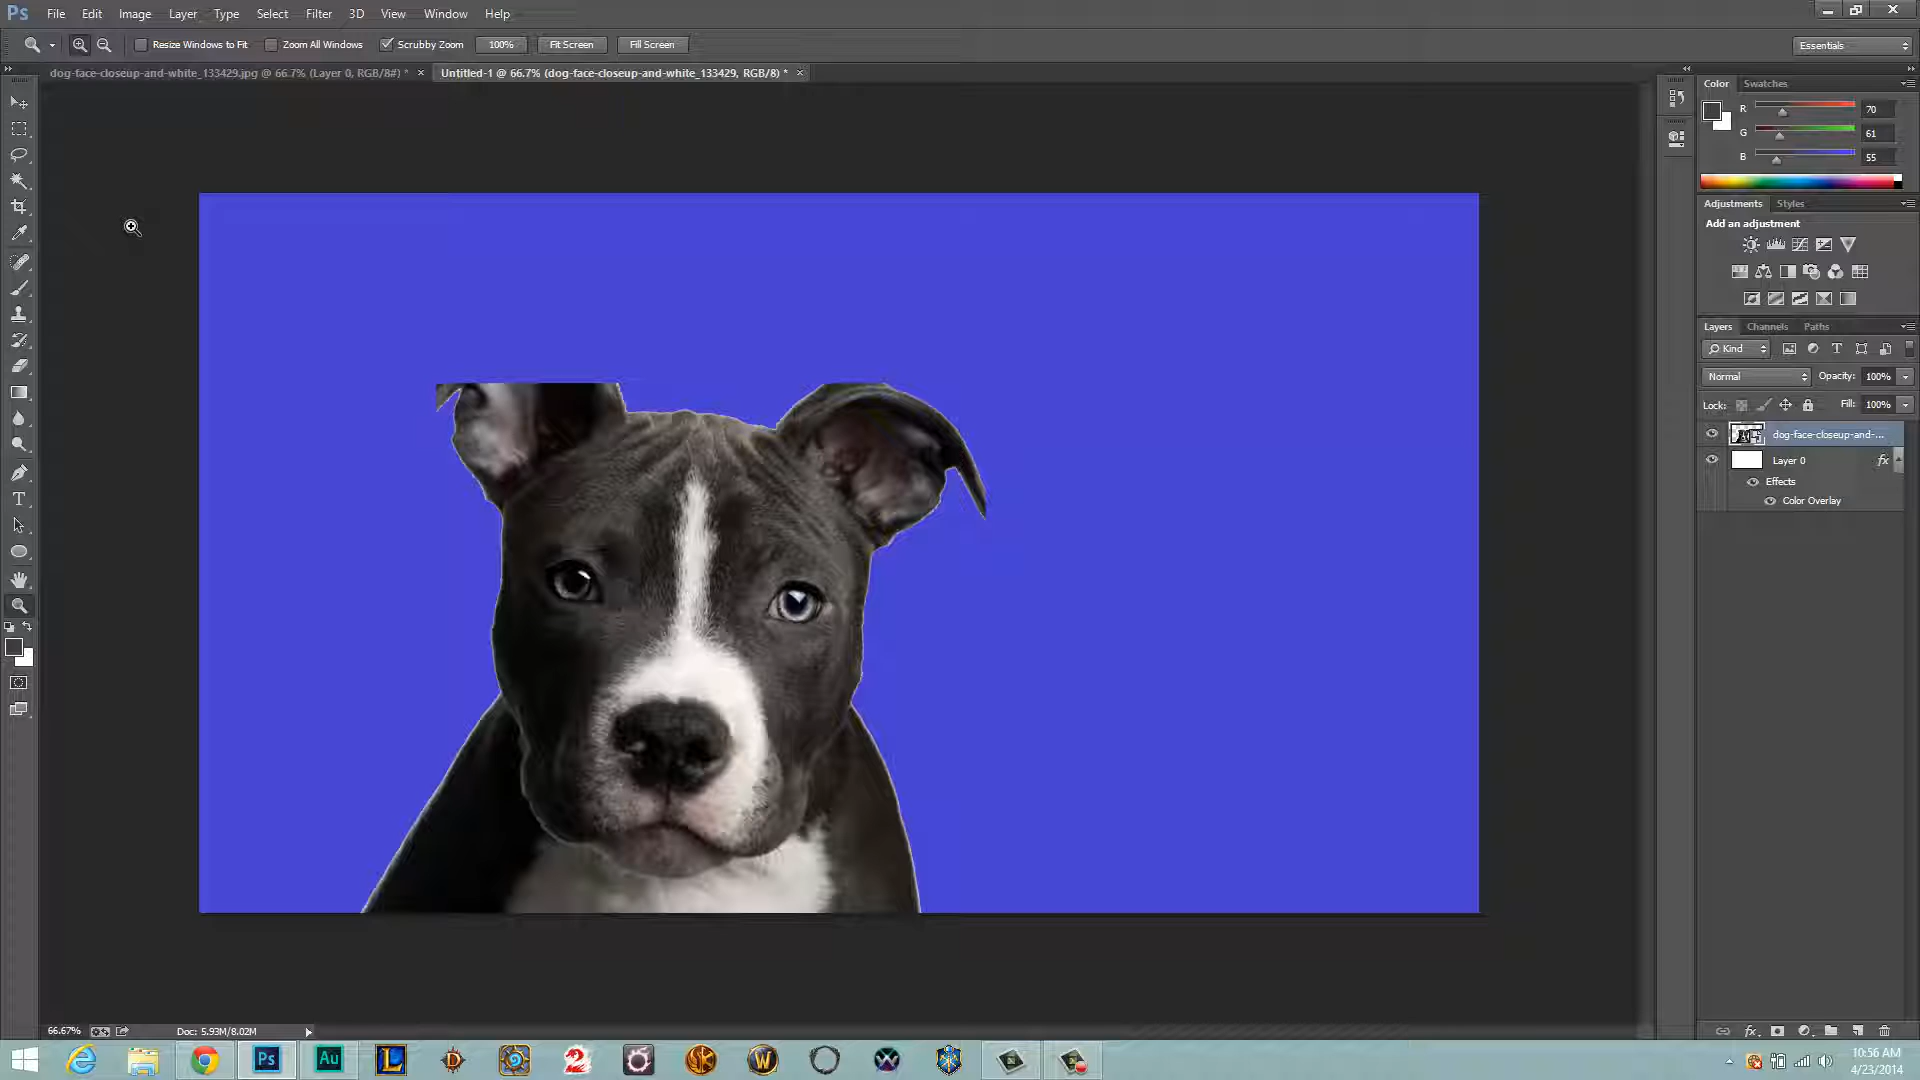 Ps File Edit Image Layer Type Select Filter 3D View Window Help
Resize Windows to Fit Zoom All Windows Scrubby Zoom 100% Fit Screen Fill Screen Essentials
dog-face-closeup-and-white_133429.jpg @ 66.7% (Layer 0, RGB/8#) * × Untitled-1 @ 66.7% (dog-face-closeup-and-white_133429, RGB/8) * ×
Color Swatches
R 70
G 61
B 55
Adjustments Styles
Add an adjustment
Layers Channels Paths
Kind
Normal Opacity: 100%
Lock: Fill: 100%
dog-face-closeup-and-...
Layer 0 fx
Effects
Color Overlay
66.67% Doc: 5.93M/8.02M
Ps Au L D W
10:56 AM
4/23/2014